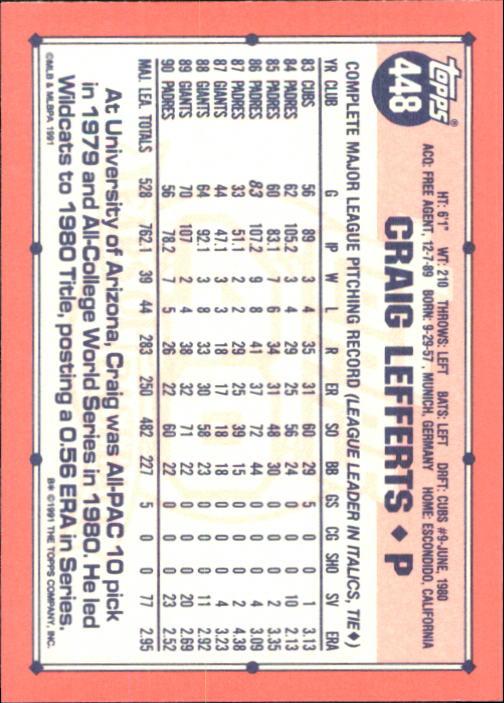 Topps®
448
HT: 6'1" WT: 210 THROWS: LEFT BATS: LEFT DRFT: CUBS #9-JUNE, 1980
ACQ: FREE AGENT, 12-7-89 BORN: 9-29-57, MUNICH, GERMANY HOME: ESCONDIDO, CALIFORNIA
CRAIG LEFFERTS ♦ P
COMPLETE MAJOR LEAGUE PITCHING RECORD (LEAGUE LEADER IN ITALICS, TIE♦)
YR CLUB G IP W L R ER SO BB GS CG SHO SV ERA
83 CUBS 56 89 3 4 35 31 60 29 5 0 0 1 3.13
84 PADRES 62 105.2 3 4 29 25 56 24 0 0 0 10 2.13
85 PADRES 60 83.1 7 6 34 31 48 30 0 0 0 2 3.35
86 PADRES 83 107.2 9 8 41 37 72 44 0 0 0 4 3.09
87 PADRES 33 51.1 2 2 29 25 39 15 0 0 0 2 4.38
87 GIANTS 44 47.1 3 3 18 17 18 18 0 0 0 4 3.23
88 GIANTS 64 92.1 3 8 33 30 58 23 0 0 0 11 2.92
89 GIANTS 70 107 2 4 38 32 71 22 0 0 0 20 2.69
90 PADRES 56 78.2 7 5 26 22 60 22 0 0 0 23 2.52
MAJ. LEA. TOTALS 528 762.1 39 44 283 250 482 227 5 0 0 77 2.95
At University of Arizona, Craig was All-PAC 10 pick
in 1979 and All-College World Series in 1980. He led
Wildcats to 1980 Title, posting a 0.56 ERA in Series.
©MLB & MLBPA 1991
B* ©1991 THE TOPPS COMPANY, INC.